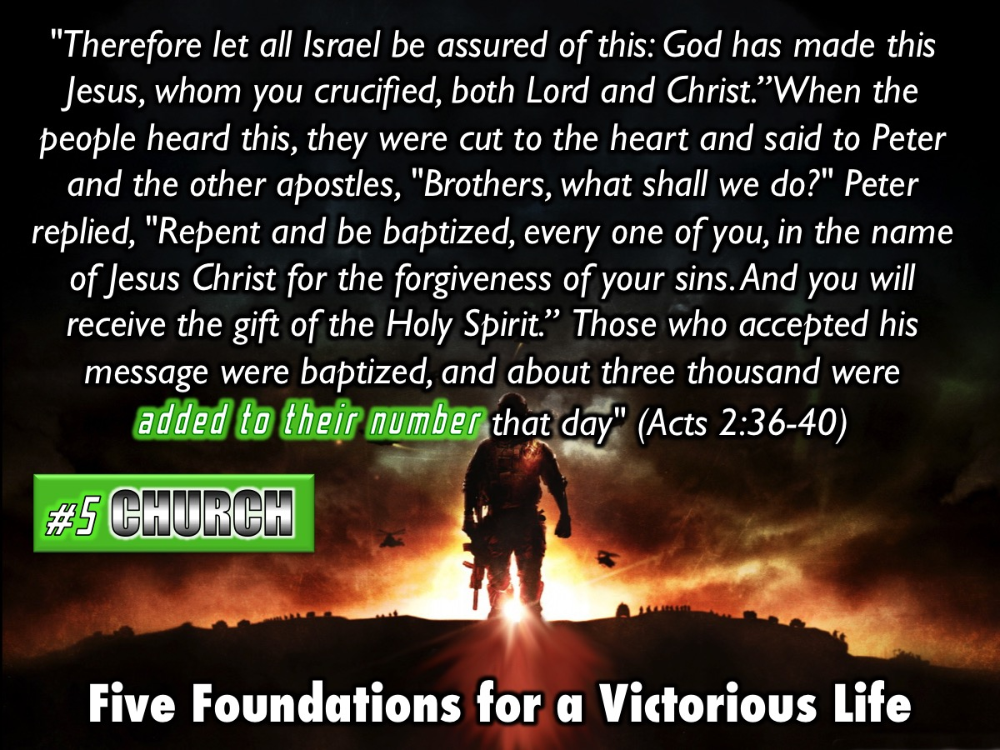 "Therefore let all Israel be assured of this: God has made this
Jesus, whom you crucified, both Lord and Christ.”When the
people heard this, they were cut to the heart and said to Peter
and the other apostles, "Brothers, what shall we do?" Peter
replied, "Repent and be baptized, every one of you, in the name
of Jesus Christ for the forgiveness of your sins. And you will
receive the gift of the Holy Spirit.” Those who accepted his
message were baptized, and about three thousand were
added to their number that day" (Acts 2:36-40)
#5 CHURCH
Five Foundations for a Victorious Life